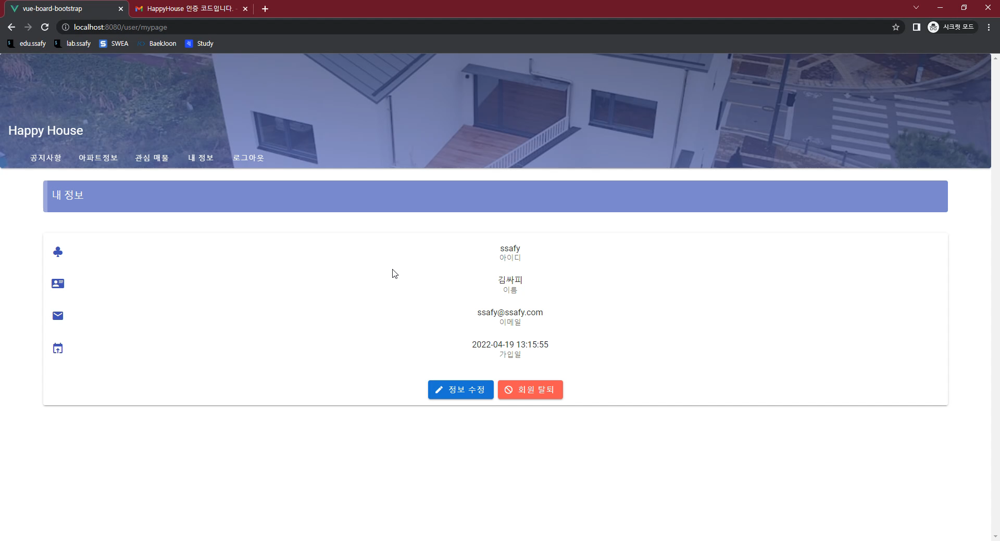 vue-board-bootstrap
HappyHouse 인증 코드입니다. -
localhost:8080/user/mypage
시크릿 모드
edu.ssafy lab.ssafy SWEA BaekJoon Study
Happy House
공지사항 아파트정보 관심 매물 내 정보 로그아웃
내 정보
ssafy
아이디
김싸피
이름
ssafy@ssafy.com
이메일
2022-04-19 13:15:55
가입일
정보 수정 회원 탈퇴